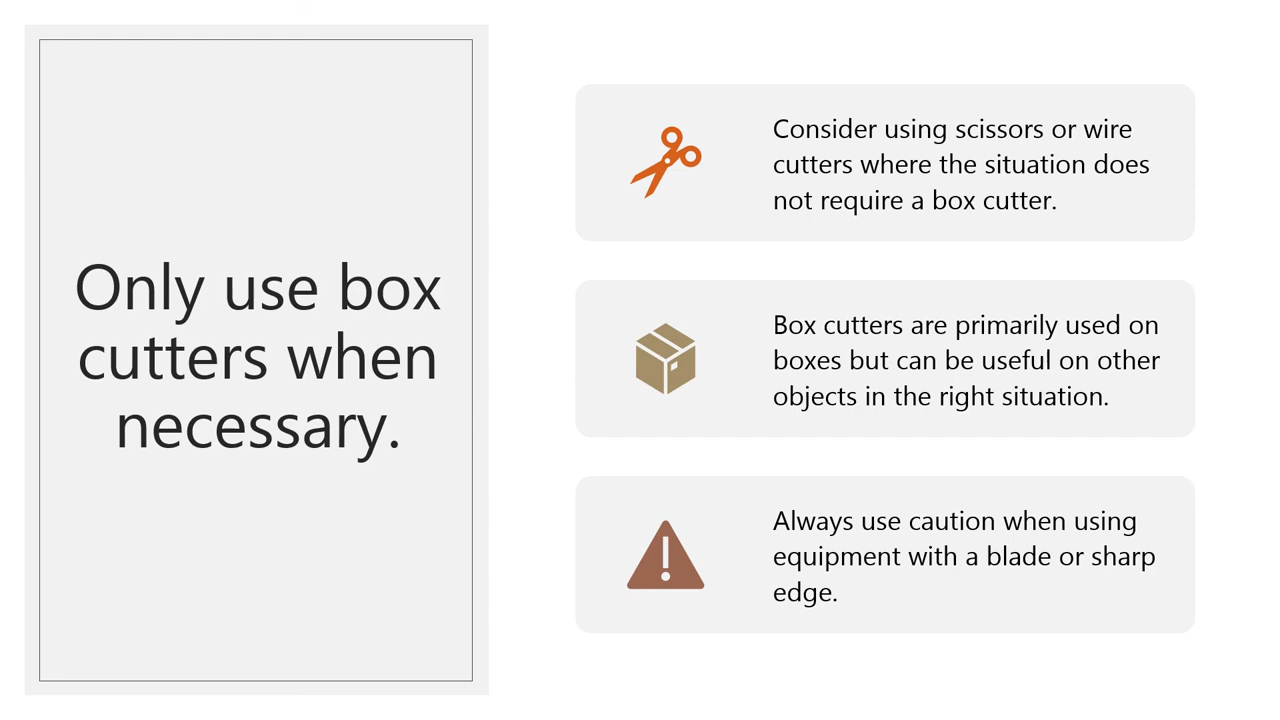 Only use box
cutters when
necessary.
Consider using scissors or wire
cutters where the situation does
not require a box cutter.
Box cutters are primarily used on
boxes but can be useful on other
objects in the right situation.
Always use caution when using
equipment with a blade or sharp
edge.